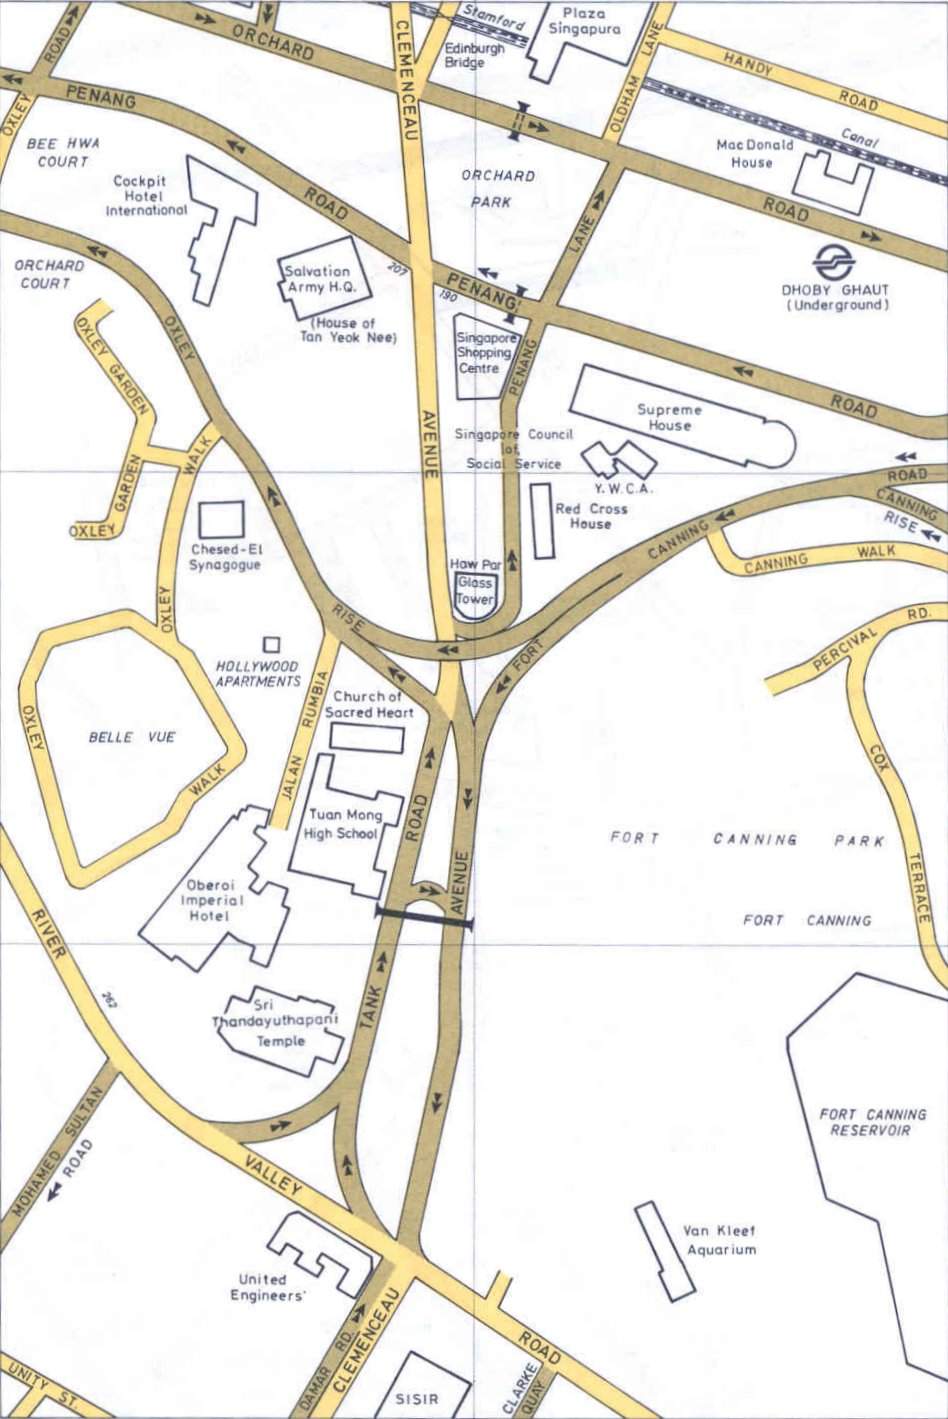 Stamford
Plaza
Singapura
ORCHARD
CLEMENCEAU
Edinburgh
Bridge
OLDHAM LANE
HANDY
ROAD
ROAD
OXLEY
PENANG
BEE HWA
COURT
Canal
MacDonald
House
Cockpit
Hotel
International
ORCHARD
PARK
ROAD
ROAD
LANE
ORCHARD
COURT
Salvation
Army H.Q.
207
PENANG
190
DHOBY GHAUT
(Underground)
(House of
Tan Yeok Nee)
OXLEY
OXLEY GARDEN
Singapore
Shopping
Centre
PENANG
ROAD
Supreme
House
AVENUE
Singapore Council
of
Social Service
WALK
GARDEN
OXLEY
Y.W.C.A.
ROAD
CANNING
RISE
Red Cross
House
CANNING
CANNING
WALK
Chesed-El
Synagogue
Haw Par
Glass
Tower
OXLEY
RISE
FORT
PERCIVAL
RD.
HOLLYWOOD
APARTMENTS
Church of
Sacred Heart
JALAN RUMBIA
OXLEY
BELLE VUE
WALK
COX
TERRACE
Tuan Mong
High School
ROAD
AVENUE
FORT CANNING PARK
FORT CANNING
Oberoi
Imperial
Hotel
RIVER
262
Sri
Thandayuthapani
Temple
TANK
MOHAMED SULTAN
ROAD
FORT CANNING
RESERVOIR
VALLEY
Van Kleef
Aquarium
United
Engineers'
DAMAR RD.
CLEMENCEAU
ROAD
CLARKE
QUAY
UNITY ST.
SISIR